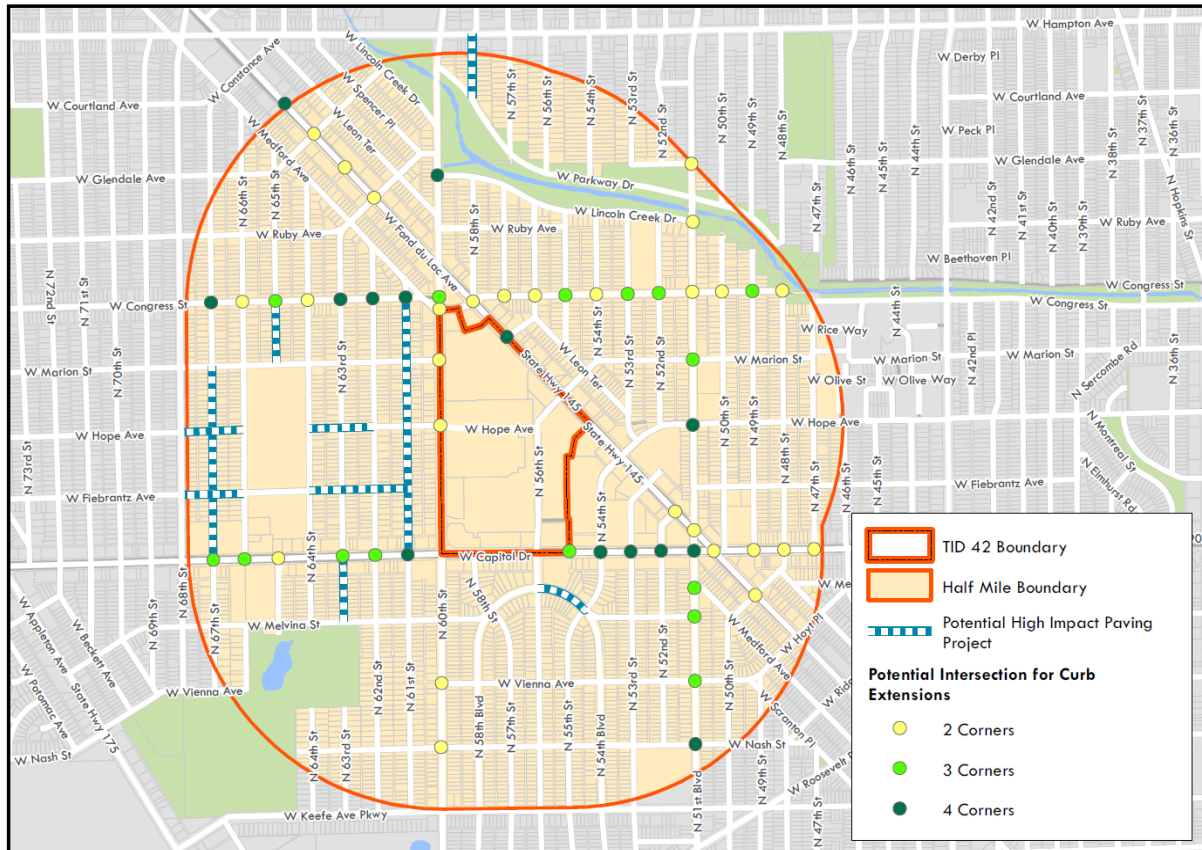 W Hampton Ave
W Constance Ave
W Lincoln Creek Dr
W Derby Pl
W Spencer Pl
N 57th St
N 56th St
N 54th St
N 53rd St
N 52nd St
N 50th St
N 49th St
N 48th St
W Courtland Ave
W Courtland Ave
N 37th St
N 36th St
W Medford Ave
W Leon Ter
N 46th St
N 45th St
N 44th St
W Peck Pl
N 38th St
W Glendale Ave
W Glendale Ave
N 66th St
N 65th St
W Parkway Dr
N 47th St
N 42nd St
N 41st St
N 40th St
N 39th St
N Hopkins St
N 58th St
W Lincoln Creek Dr
W Ruby Ave
W Ruby Ave
W Ruby Ave
W Fond du Lac Ave
W Beethoven Pl
N 72nd St
N 71st St
W Congress St
W Congress St
W Congress St
N 44th St
W Rice Way
N 54th St
N 53rd St
N 52nd St
N 70th St
N 63rd St
W Marion St
W Marion St
W Marion St
W Marion St
State Hwy 145
W Leon Ter
W Olive St
W Olive Way
N 42nd Pl
N Sercombe Rd
N 36th St
N 73rd St
W Hope Ave
W Hope Ave
W Hope Ave
N 50th St
N 49th St
N 48th St
N Montreal St
N Elmhurst Rd
State Hwy 145
N 56th St
W Fiebrantz Ave
W Fiebrantz Ave
N 47th St
N 46th St
N 45th St
N 64th St
N 54th St
W Capitol Dr
90
N 68th St
N 67th St
N 69th St
N 60th St
N 58th St
W Me
W Hoyt Pl
W Appleton Ave
W Beckett Ave
W Melvina St
N 52nd St
W Medford Ave
W Potomac Ave
State Hwy 175
W Vienna Ave
W Vienna Ave
N 62nd St
N 61st St
N 53rd St
N 50th St
W Scranton Pl
W Rid
W Nash St
W Nash St
N 64th St
N 63rd St
N 58th Blvd
N 57th St
N 55th St
N 54th Blvd
N 51st Blvd
N 49th St
N 47th St
W Roosevelt
W Keefe Ave Pkwy
TID 42 Boundary
Half Mile Boundary
Potential High Impact Paving
Project
Potential Intersection for Curb
Extensions
2 Corners
3 Corners
4 Corners